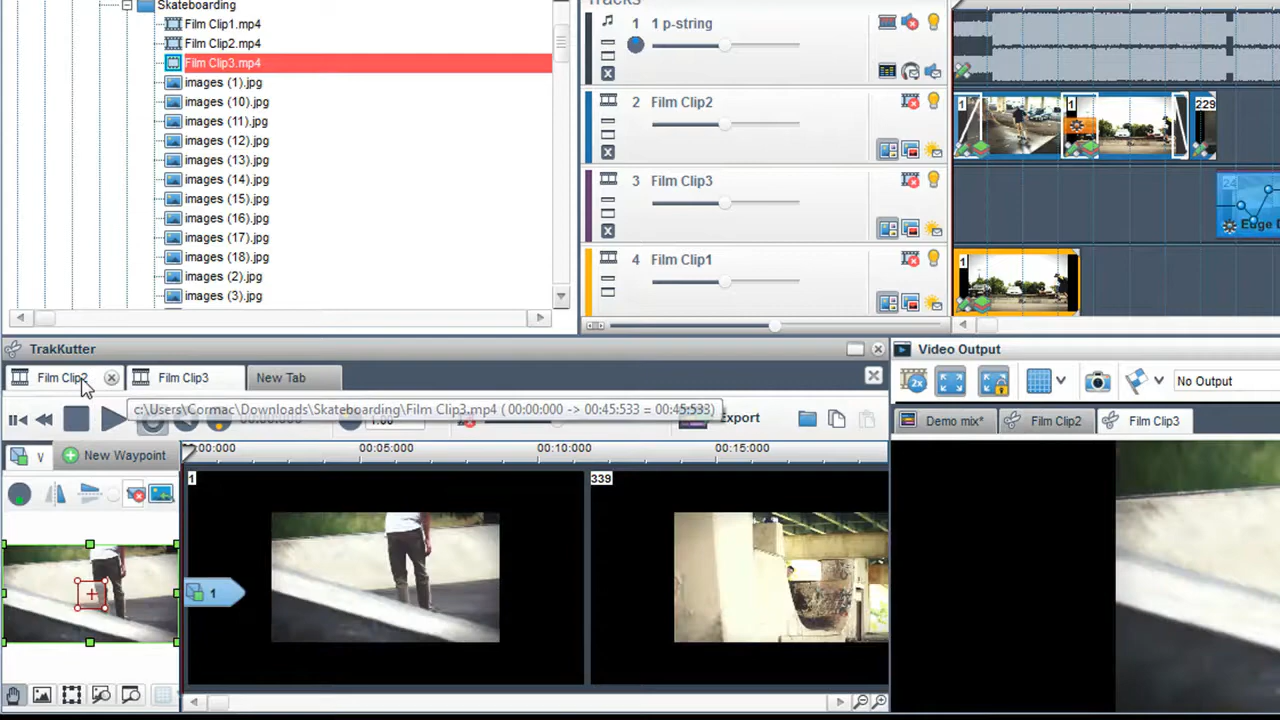 Skateboarding
Film Clip1.mp4
Film Clip2.mp4
Film Clip3.mp4
images (1).jpg
images (10).jpg
images (11).jpg
images (12).jpg
images (13).jpg
images (14).jpg
images (15).jpg
images (16).jpg
images (17).jpg
images (18).jpg
images (2).jpg
images (3).jpg
Tracks
1 1 p-string
2 Film Clip2
3 Film Clip3
4 Film Clip1
1 1 229
24
Edge
1
TrakKutter
Film Clip2 Film Clip3 New Tab
c:\Users\Cormac\Downloads\Skateboarding\Film Clip3.mp4 ( 00:00:000 -> 00:45:533 = 00:45:533)
Export
V New Waypoint
00:000 00:05:000 00:10:000 00:15:000
1 339
1
Video Output
2x No Output
Demo mix* Film Clip2 Film Clip3